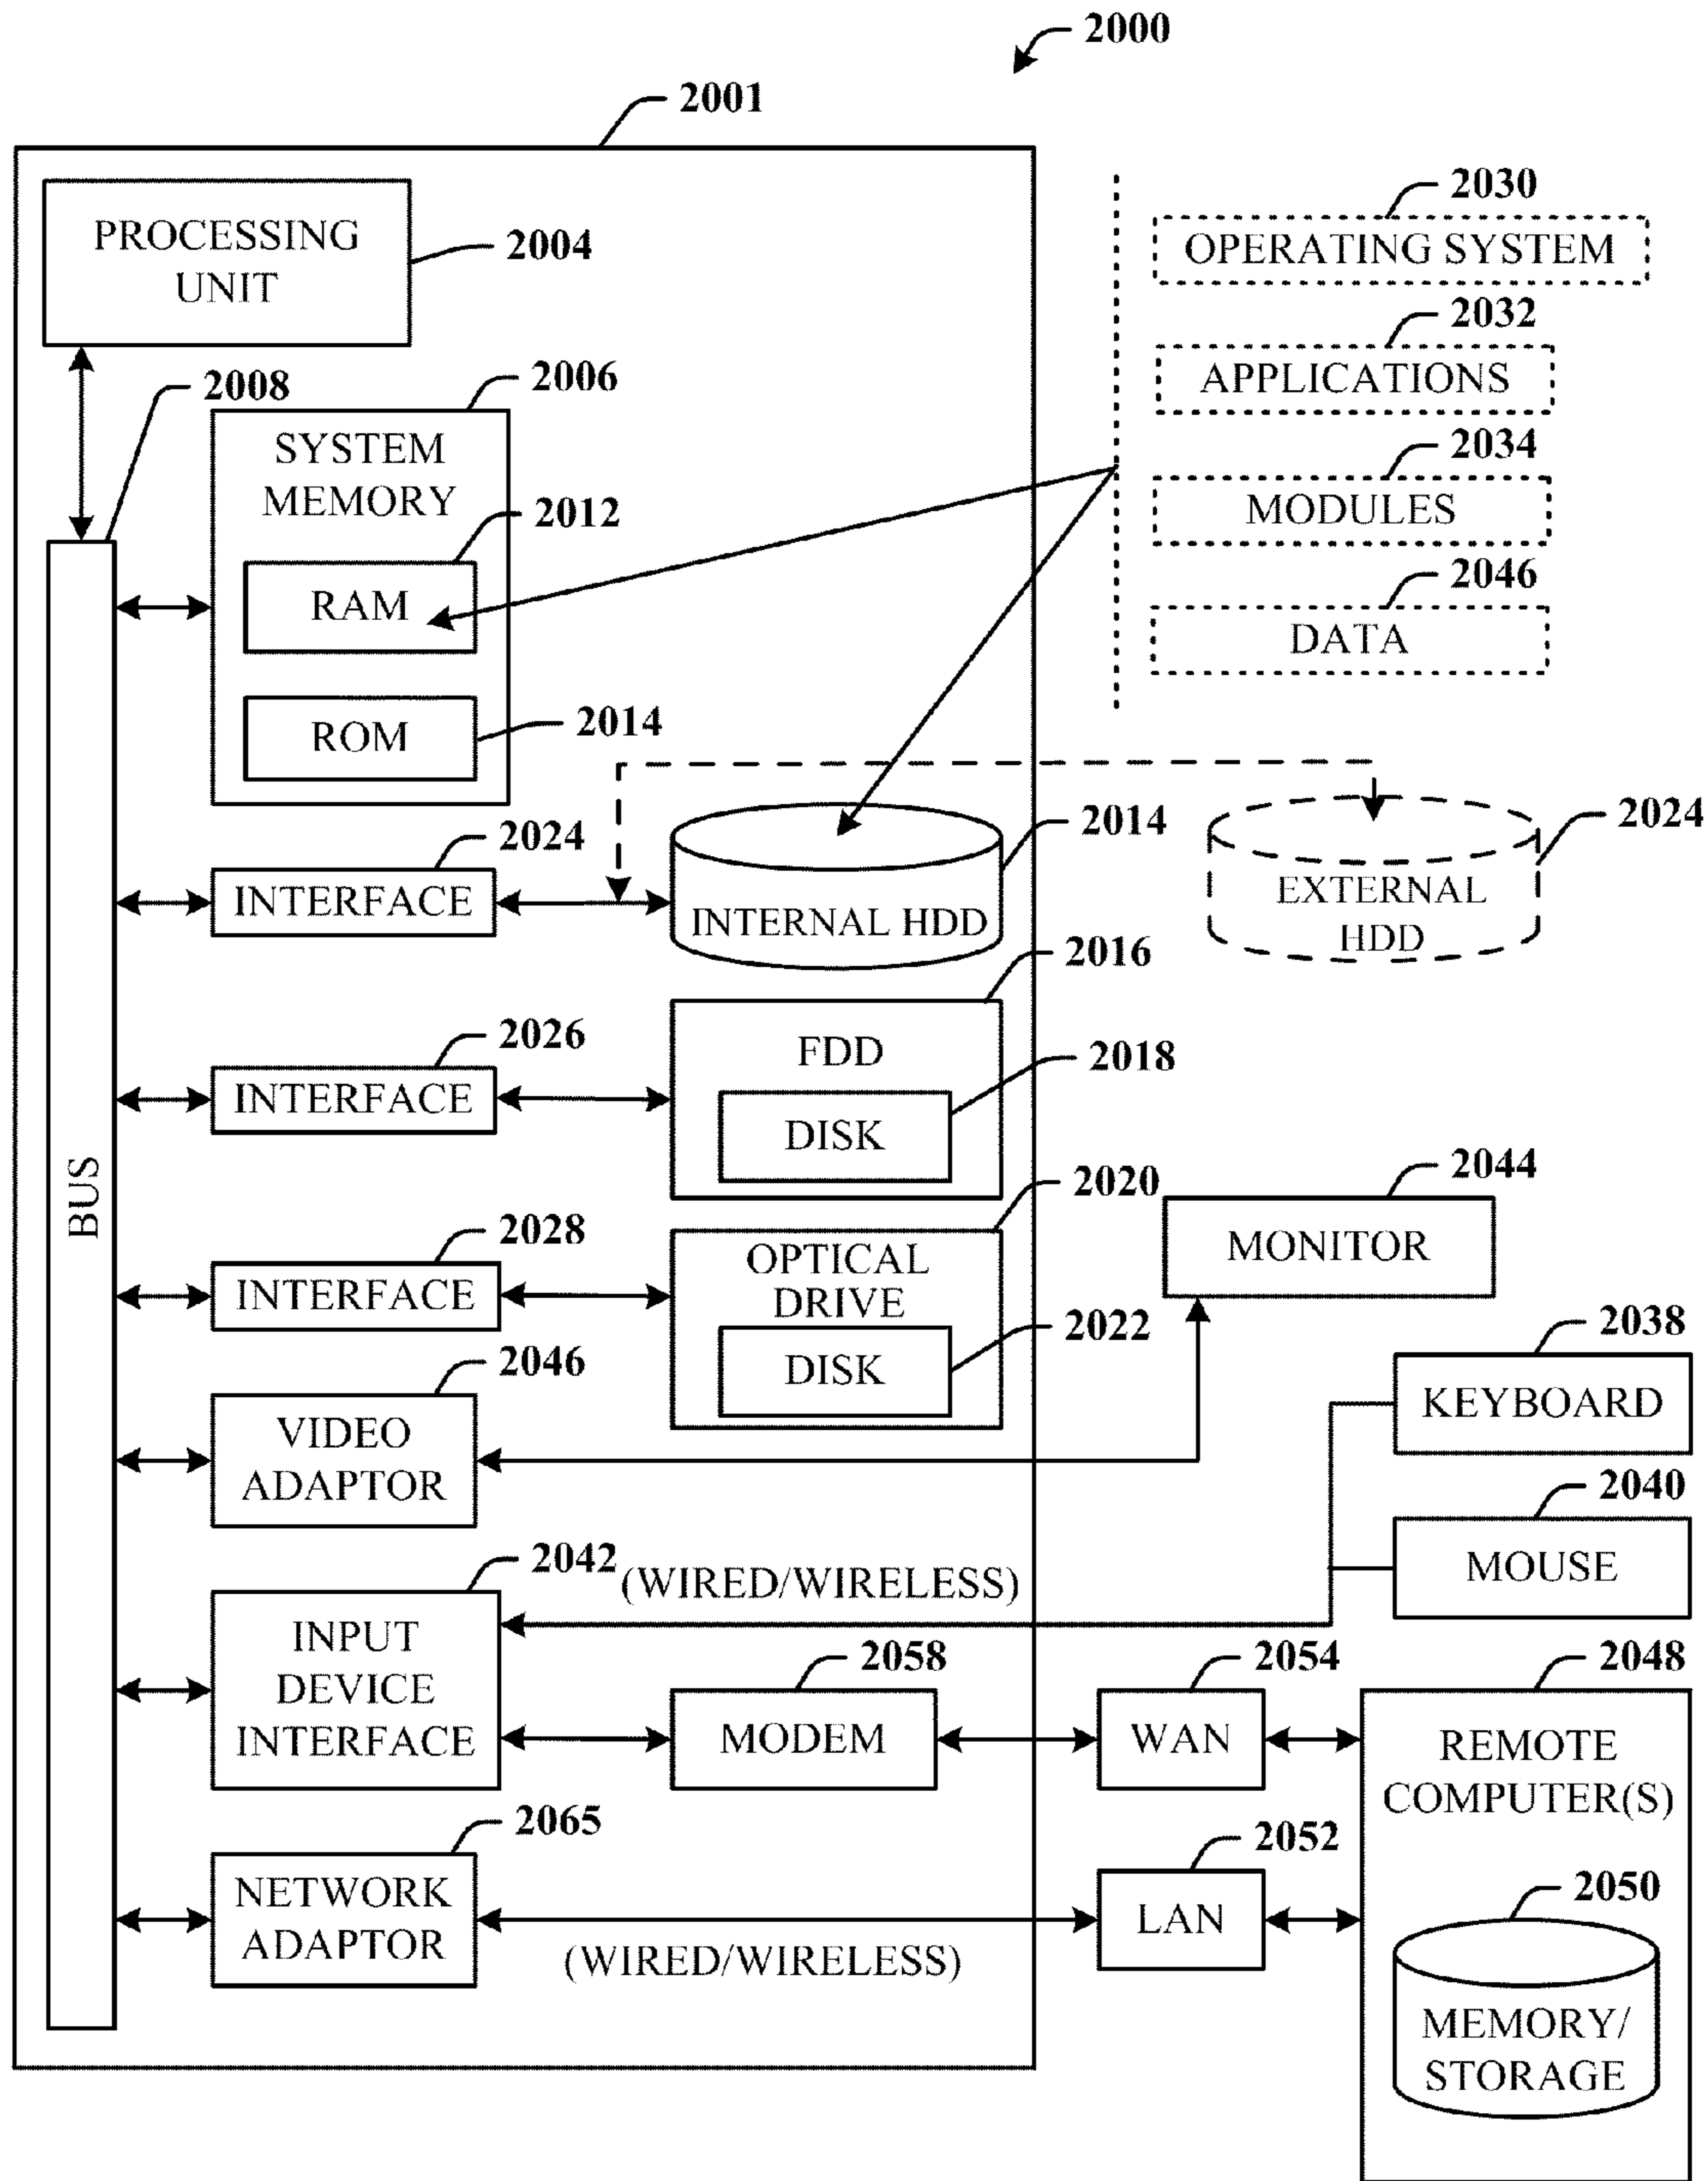 2000
2001
PROCESSING
UNIT
2004
2030
OPERATING SYSTEM
2032
APPLICATIONS
2034
MODULES
2046
DATA
2008
2006
SYSTEM
MEMORY
2012
RAM
ROM
2014
BUS
2024
INTERFACE
2014
INTERNAL HDD
2024
EXTERNAL
HDD
2026
INTERFACE
2016
FDD
2018
DISK
2028
INTERFACE
2020
OPTICAL
DRIVE
2022
DISK
2044
MONITOR
2046
VIDEO
ADAPTOR
2038
KEYBOARD
2040
MOUSE
2042
(WIRED/WIRELESS)
INPUT
DEVICE
INTERFACE
2058
MODEM
2054
WAN
2048
REMOTE
COMPUTER(S)
2065
NETWORK
ADAPTOR
(WIRED/WIRELESS)
2052
LAN
2050
MEMORY/
STORAGE